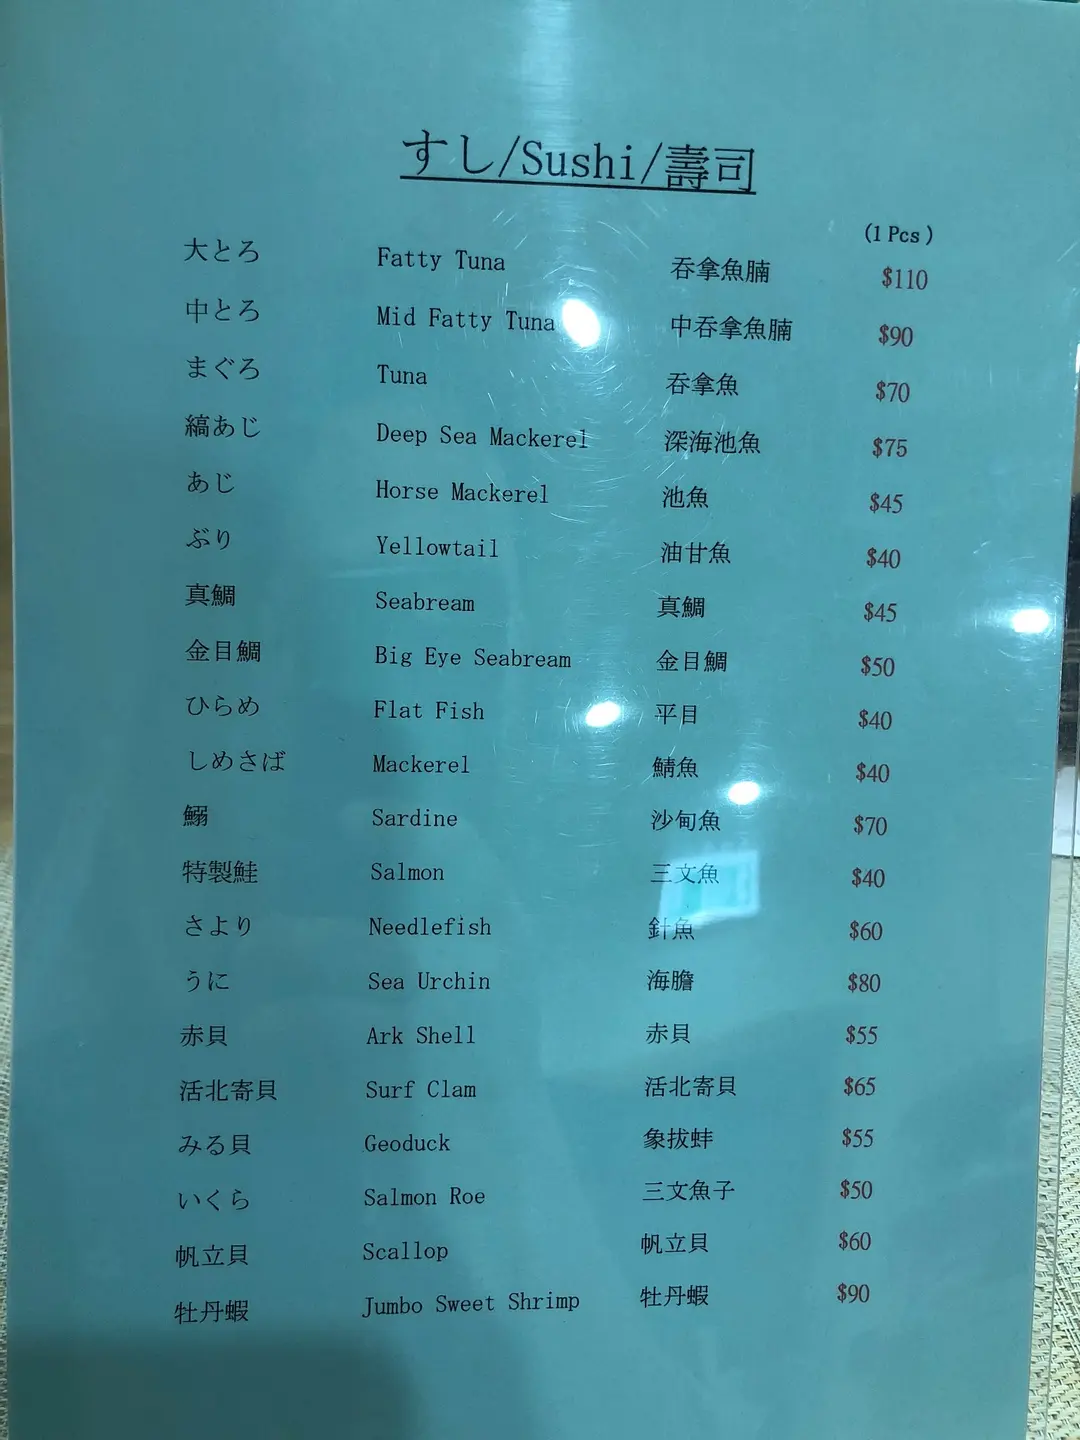 すし/Sushi/壽司
(1 Pcs)
大とろ Fatty Tuna 吞拿魚腩 $110
中とろ Mid Fatty Tuna 中吞拿魚腩 $90
まぐろ Tuna 吞拿魚 $70
縞あじ Deep Sea Mackerel 深海池魚 $75
あじ Horse Mackerel 池魚 $45
ぶり Yellowtail 油甘魚 $40
真鯛 Seabream 真鯛 $45
金目鯛 Big Eye Seabream 金目鯛 $50
ひらめ Flat Fish 平目 $40
しめさば Mackerel 鯖魚 $40
鰯 Sardine 沙甸魚 $70
特製鮭 Salmon 三文魚 $40
さより Needlefish 針魚 $60
うに Sea Urchin 海膽 $80
赤貝 Ark Shell 赤貝 $55
活北寄貝 Surf Clam 活北寄貝 $65
みる貝 Geoduck 象拔蚌 $55
いくら Salmon Roe 三文魚子 $50
帆立貝 Scallop 帆立貝 $60
牡丹蝦 Jumbo Sweet Shrimp 牡丹蝦 $90